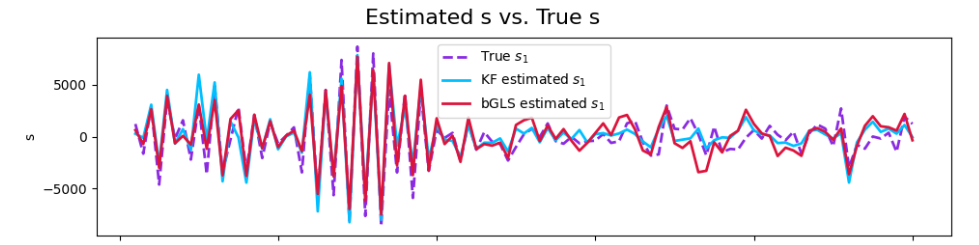 Estimated s vs. True s
True s₁
KF estimated s₁
bGLS estimated s₁
5000
0
−5000
s